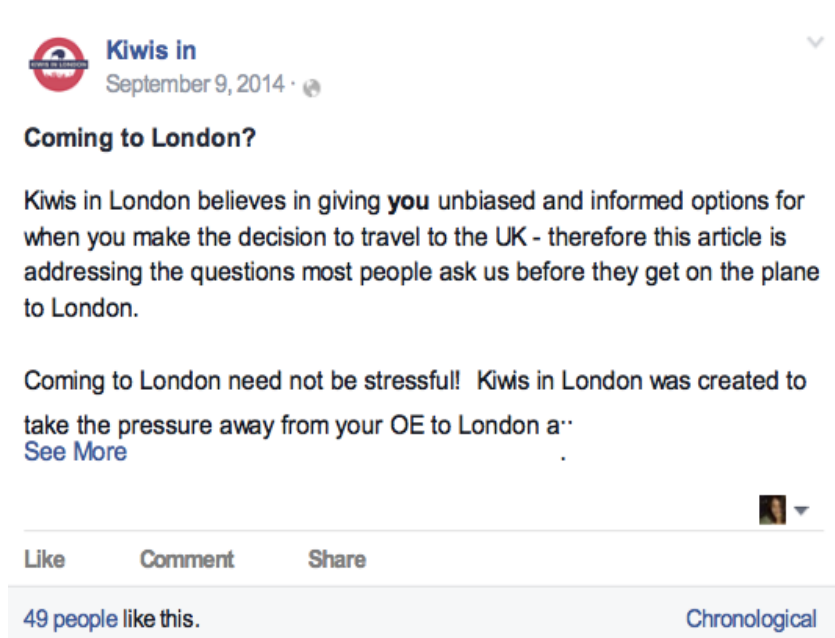 Kiwis in
September 9, 2014 ·
KIWIS IN LONDON
Coming to London?
Kiwis in London believes in giving you unbiased and informed options for
when you make the decision to travel to the UK - therefore this article is
addressing the questions most people ask us before they get on the plane
to London.
Coming to London need not be stressful!  Kiwis in London was created to
take the pressure away from your OE to London a...
See More
Like Comment Share
49 people like this. Chronological